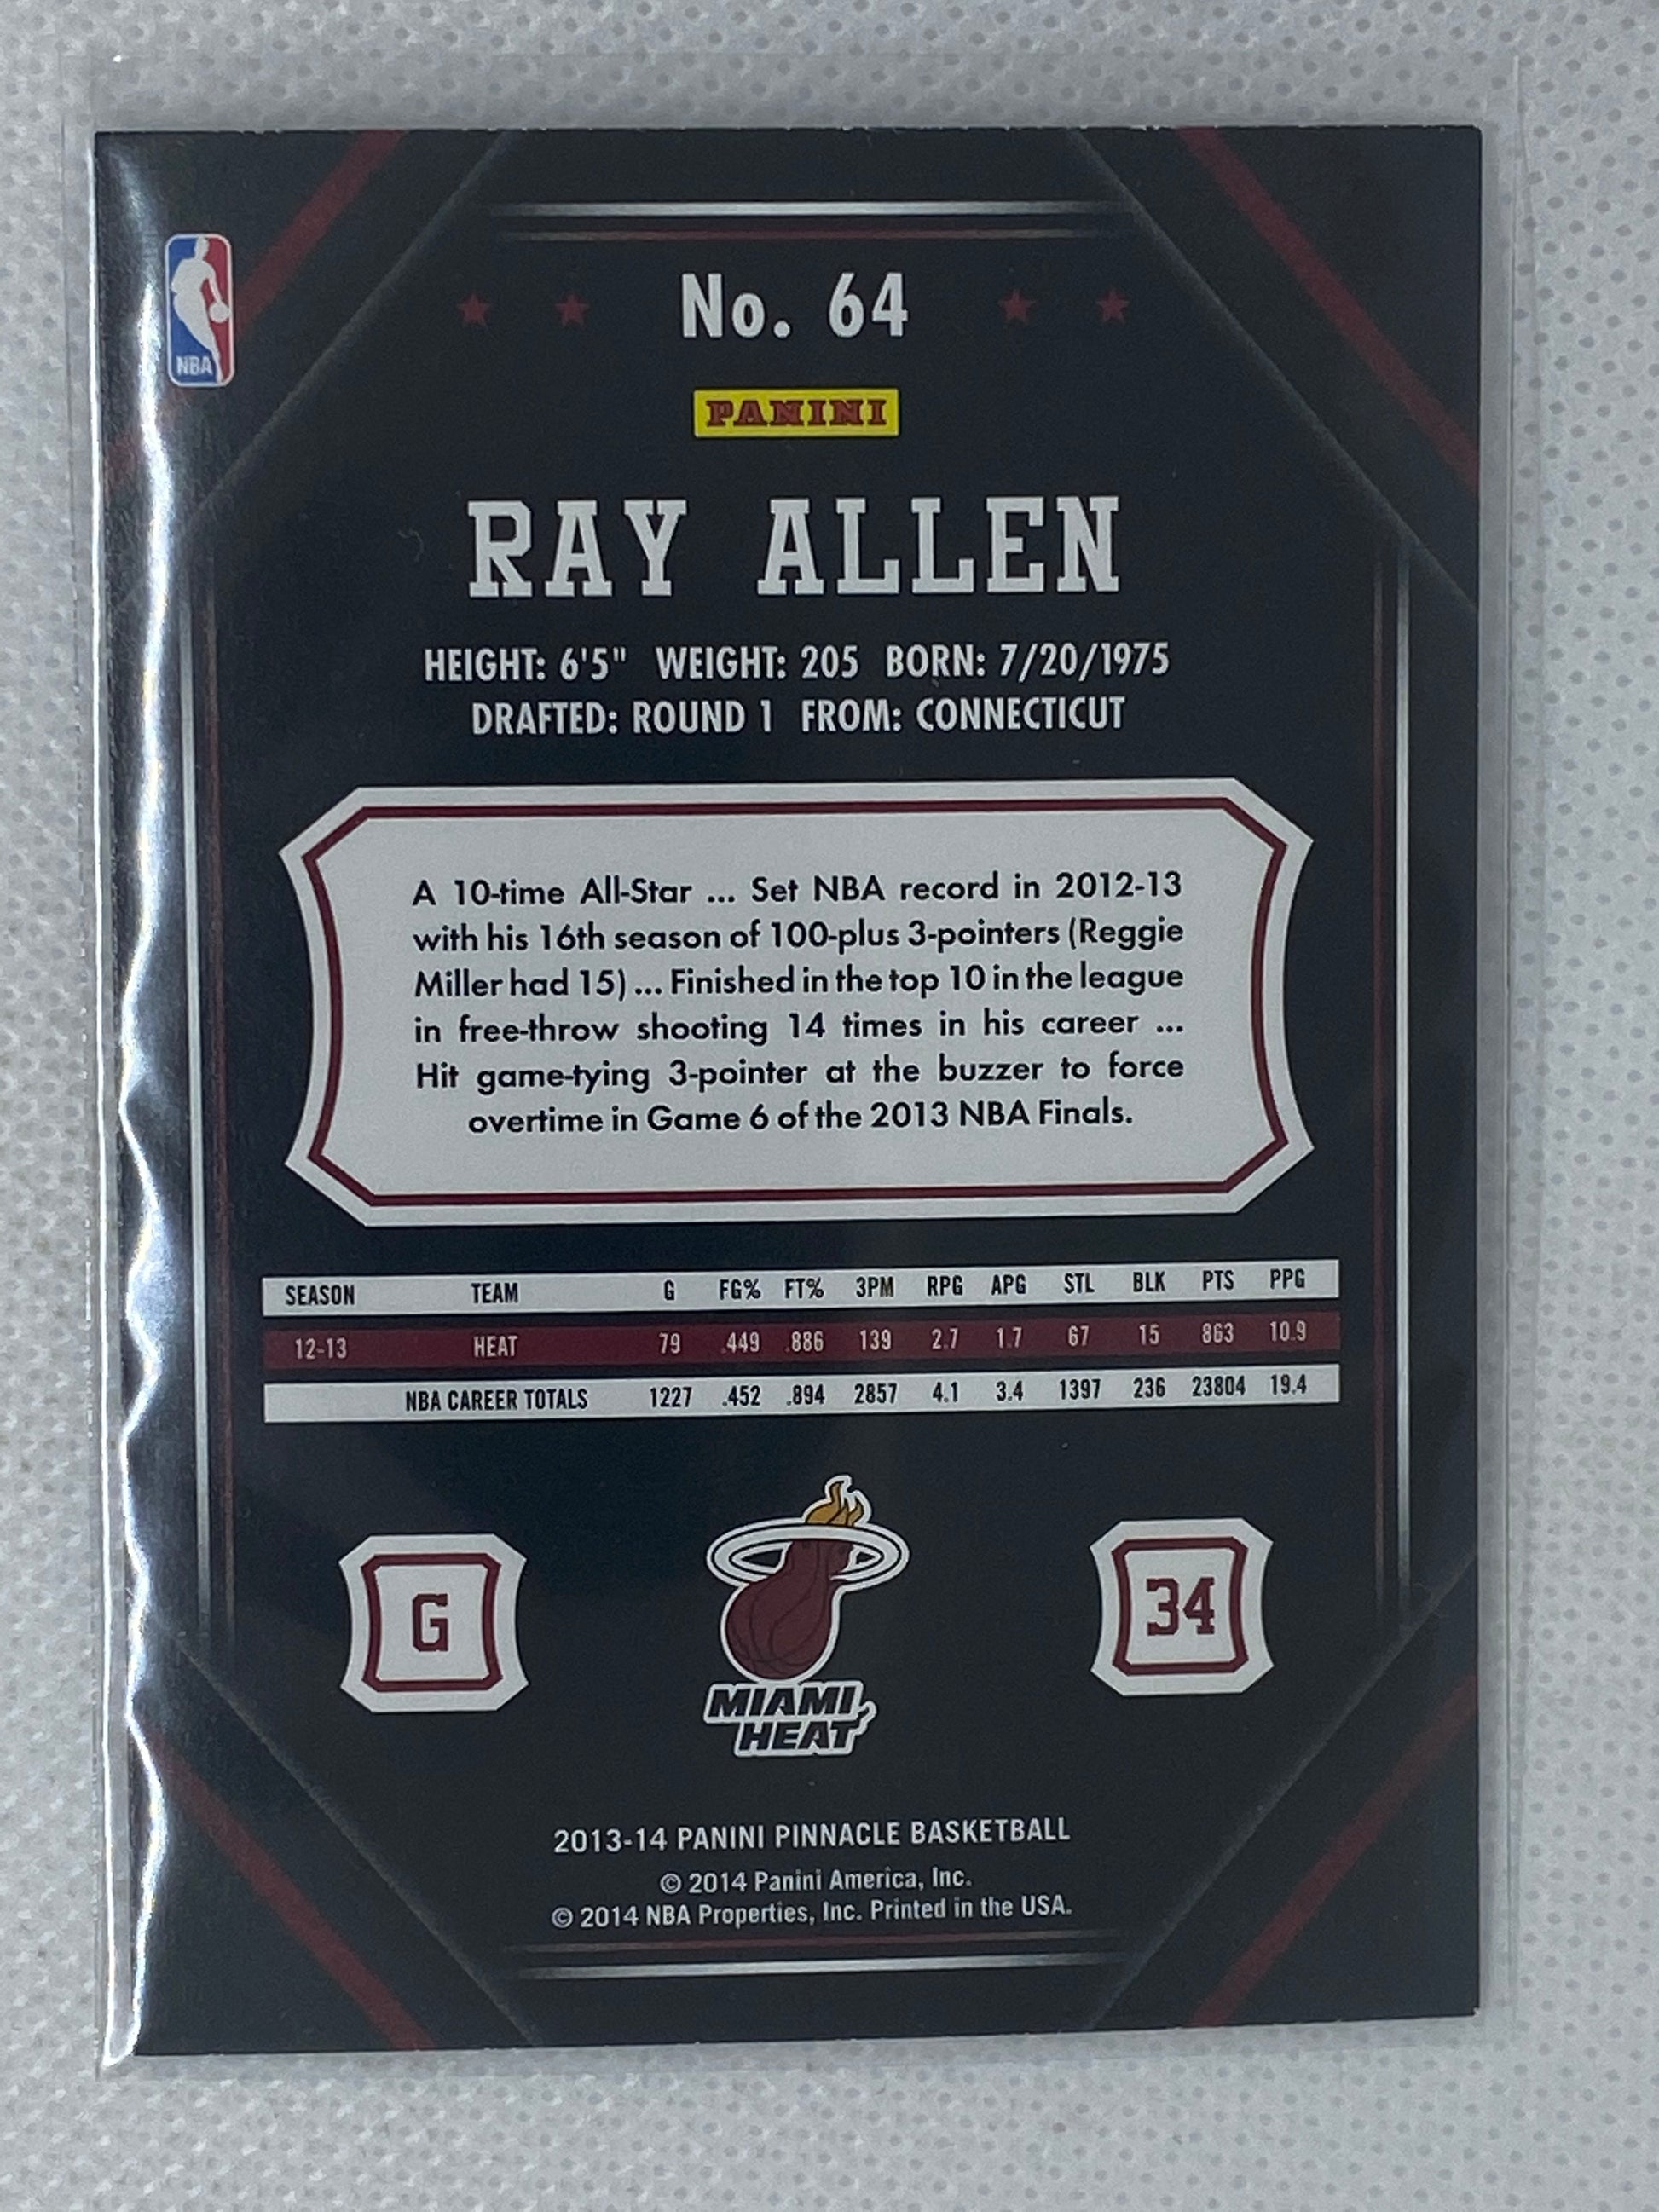 NBA
No. 64
PANINI
RAY ALLEN
HEIGHT: 6'5" WEIGHT: 205 BORN: 7/20/1975
DRAFTED: ROUND 1 FROM: CONNECTICUT
A 10-time All-Star ... Set NBA record in 2012-13
with his 16th season of 100-plus 3-pointers (Reggie
Miller had 15) ... Finished in the top 10 in the league
in free-throw shooting 14 times in his career ...
Hit game-tying 3-pointer at the buzzer to force
overtime in Game 6 of the 2013 NBA Finals.
SEASON TEAM G FG% FT% 3PM RPG APG STL BLK PTS PPG
12-13 HEAT 79 .449 .886 139 2.7 1.7 67 15 863 10.9
NBA CAREER TOTALS 1227 .452 .894 2857 4.1 3.4 1397 236 23804 19.4
G
34
MIAMI
HEAT
2013-14 PANINI PINNACLE BASKETBALL
© 2014 Panini America, Inc.
© 2014 NBA Properties, Inc. Printed in the USA.